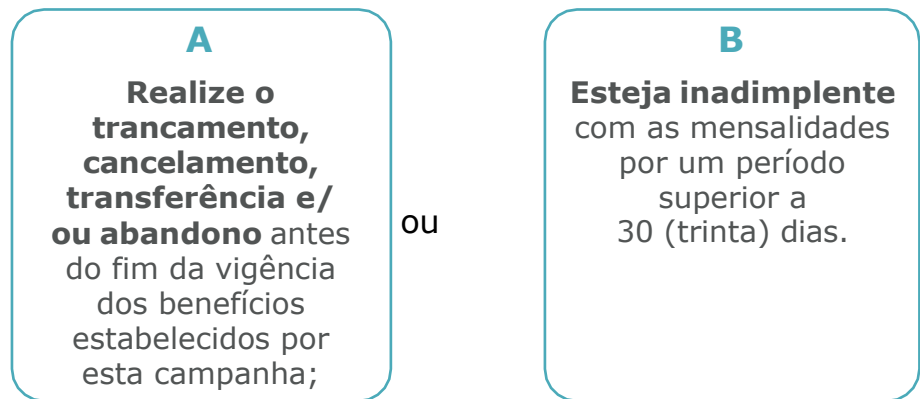 A
Realize o
trancamento,
cancelamento,
transferência e/
ou abandono antes
do fim da vigência
dos benefícios
estabelecidos por
esta campanha;
ou
B
Esteja inadimplente
com as mensalidades
por um período
superior a
30 (trinta) dias.